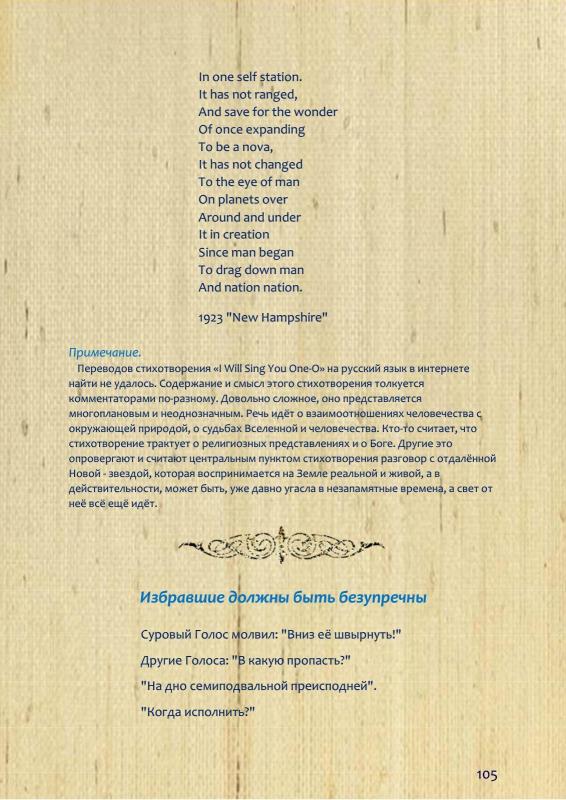 In one self station.
It has not ranged,
And save for the wonder
Of once expanding
To be a nova,
It has not changed
To the eye of man
On planets over
Around and under
It in creation
Since man began
To drag down man
And nation nation.
1923 "New Hampshire"
Примечание.
Переводов стихотворения «I Will Sing You One-O» на русский язык в интернете
найти не удалось. Содержание и смысл этого стихотворения толкуется
комментаторами по-разному. Довольно сложное, оно представляется
многоплановым и неоднозначным. Речь идёт о взаимоотношениях человечества с
окружающей природой, о судьбах Вселенной и человечества. Кто-то считает, что
стихотворение трактует о религиозных представлениях и о Боге. Другие это
опровергают и считают центральным пунктом стихотворения разговор с отдалённой
Новой - звездой, которая воспринимается на Земле реальной и живой, а в
действительности, может быть, уже давно угасла в незапамятные времена, а свет от
неё всё ещё идёт.
Избравшие должны быть безупречны
Суровый Голос молвил: "Вниз её швырнуть!"
Другие Голоса: "В какую пропасть?"
"На дно семиподвальной преисподней".
"Когда исполнить?"
105